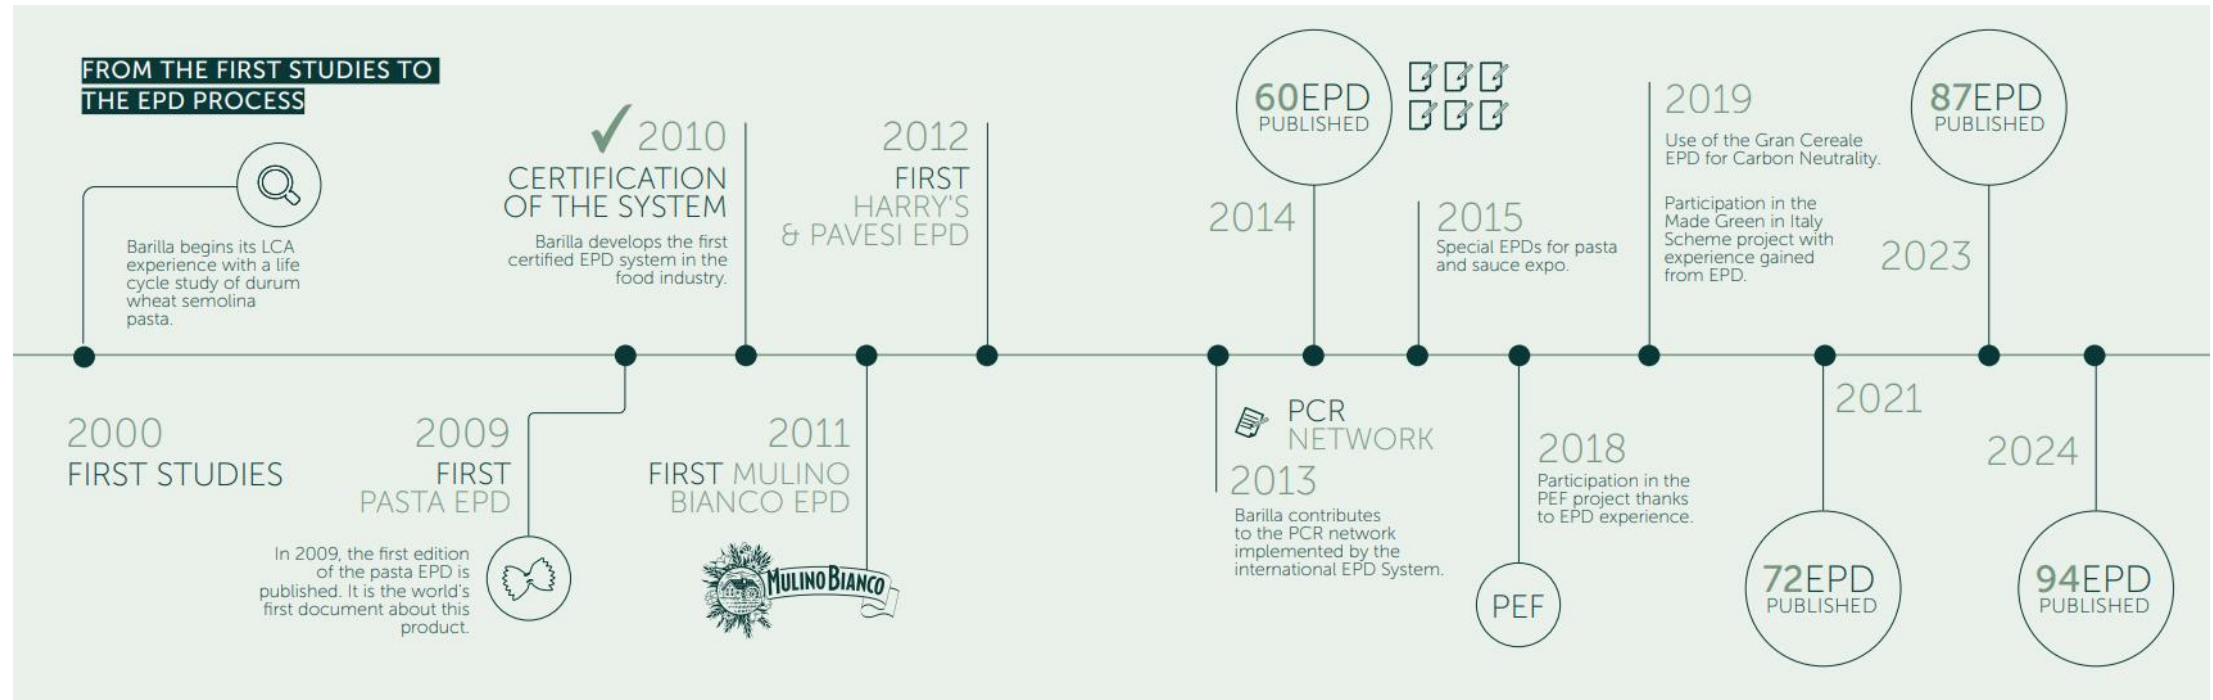 FROM THE FIRST STUDIES TO
THE EPD PROCESS
Barilla begins its LCA
experience with a life
cycle study of durum
wheat semolina
pasta.
2000
FIRST STUDIES
2009
FIRST
PASTA EPD
In 2009, the first edition
of the pasta EPD is
published. It is the world's
first document about this
product.
2010
CERTIFICATION
OF THE SYSTEM
Barilla develops the first
certified EPD system in the
food industry.
2011
FIRST MULINO
BIANCO EPD
MULINO BIANCO
2012
FIRST
HARRY'S
& PAVESI EPD
PCR
NETWORK
2013
Barilla contributes
to the PCR network
implemented by the
international EPD System.
60EPD
PUBLISHED
2014
2015
Special EPDs for pasta
and sauce expo.
2018
Participation in the
PEF project thanks
to EPD experience.
PEF
2019
Use of the Gran Cereale
EPD for Carbon Neutrality.
Participation in the
Made Green in Italy
Scheme project with
experience gained
from EPD.
2021
72EPD
PUBLISHED
87EPD
PUBLISHED
2023
2024
94EPD
PUBLISHED